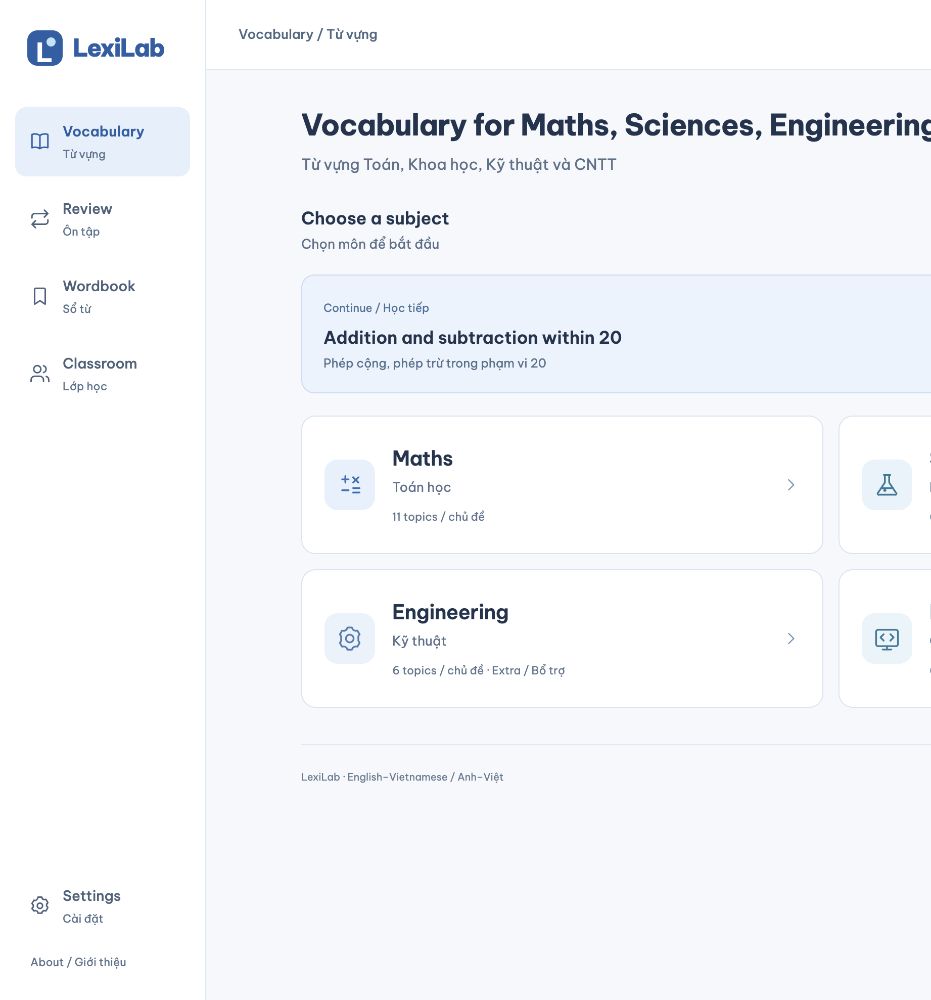 LexiLab
Vocabulary
Từ vựng
Review
Ôn tập
Wordbook
Sổ từ
Classroom
Lớp học
Settings
Cài đặt
About / Giới thiệu
Vocabulary / Từ vựng
Vocabulary for Maths, Sciences, Engineering
Từ vựng Toán, Khoa học, Kỹ thuật và CNTT
Choose a subject
Chọn môn để bắt đầu
Continue / Học tiếp
Addition and subtraction within 20
Phép cộng, phép trừ trong phạm vi 20
Maths
Toán học
11 topics / chủ đề
Engineering
Kỹ thuật
6 topics / chủ đề · Extra / Bổ trợ
LexiLab · English–Vietnamese / Anh–Việt